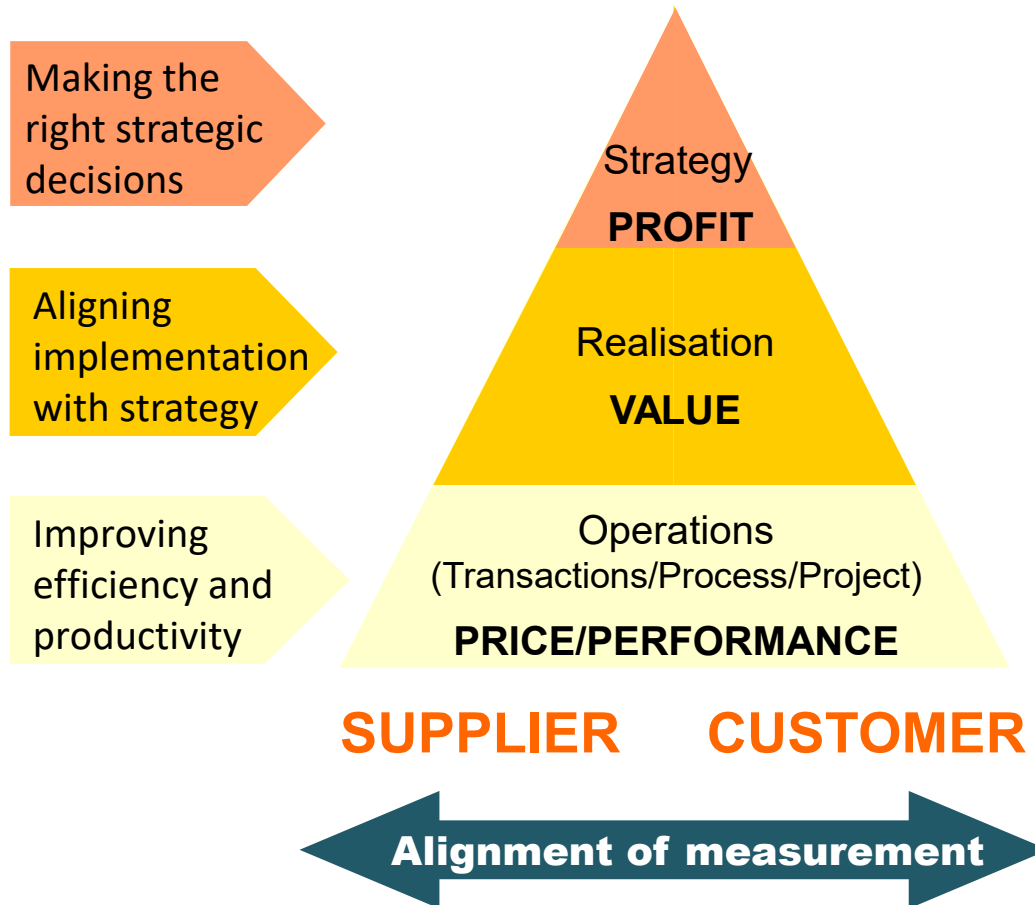 Making the
right strategic
decisions
Strategy
PROFIT
Aligning
implementation
with strategy
Realisation
VALUE
Improving
efficiency and
productivity
Operations
(Transactions/Process/Project)
PRICE/PERFORMANCE
SUPPLIER CUSTOMER
Alignment of measurement